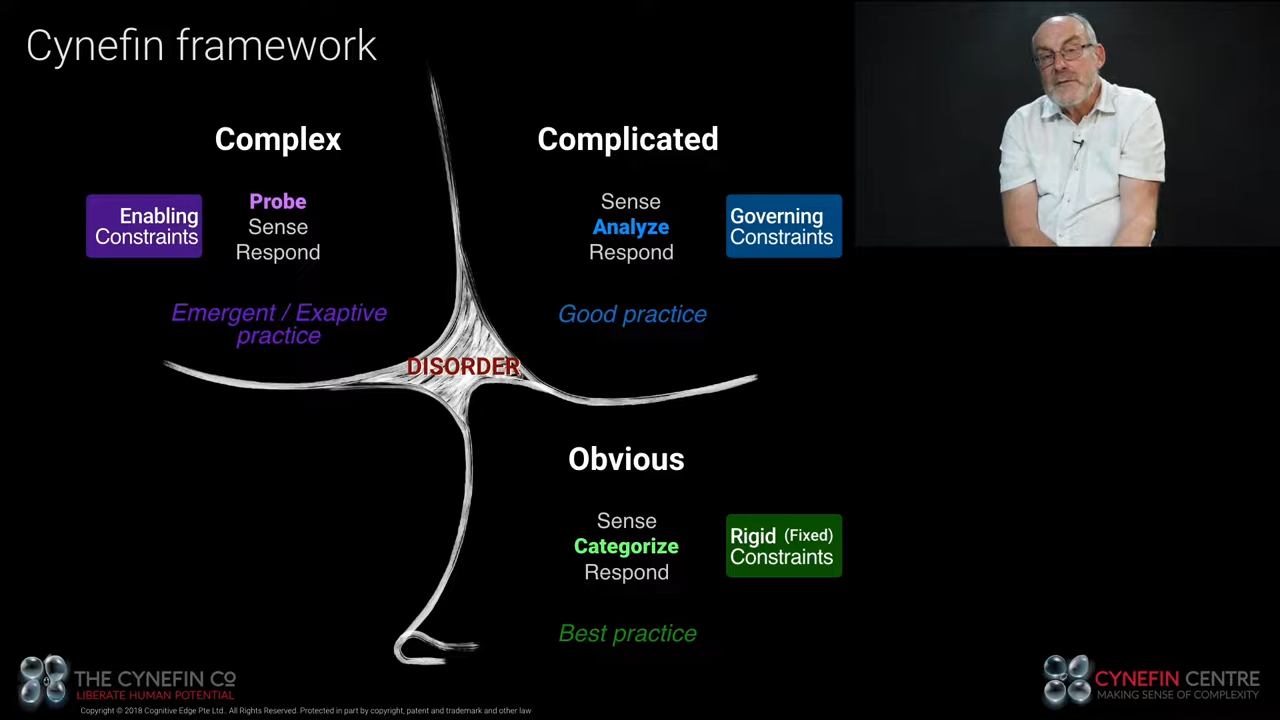 Cynefin framework
Complex
Enabling
Constraints
Probe
Sense
Respond
Emergent / Exaptive
practice
Complicated
Sense
Analyze
Respond
Governing
Constraints
Good practice
DISORDER
Obvious
Sense
Categorize
Respond
Rigid (Fixed)
Constraints
Best practice
THE CYNEFIN CO
LIBERATE HUMAN POTENTIAL
Copyright © 2018 Cognitive Edge Pte Ltd.. All Rights Reserved. Protected in part by copyright, patent and trademark and other law
CYNEFIN CENTRE
MAKING SENSE OF COMPLEXITY